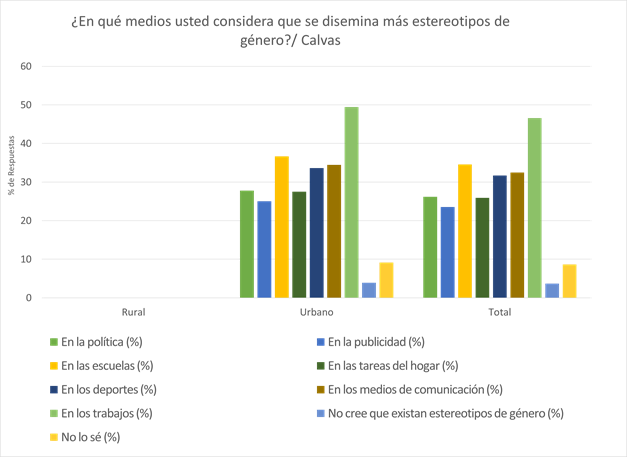 ¿En qué medios usted considera que se disemina más estereotipos de
género?/ Calvas
60
50
40
30
20
10
0
% de Respuestas
Rural
Urbano
Total
En la política (%)
En la publicidad (%)
En las escuelas (%)
En las tareas del hogar (%)
En los deportes (%)
En los medios de comunicación (%)
En los trabajos (%)
No cree que existan estereotipos de género (%)
No lo sé (%)